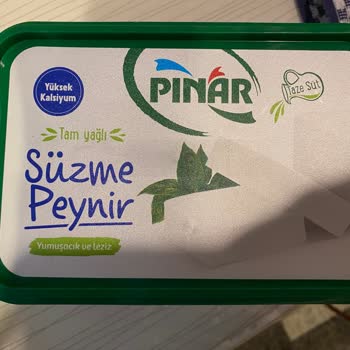 Yüksek
Kalsiyum
PINAR
Taze Süt
Tam yağlı
Süzme
Peynir
Yumuşacık ve leziz